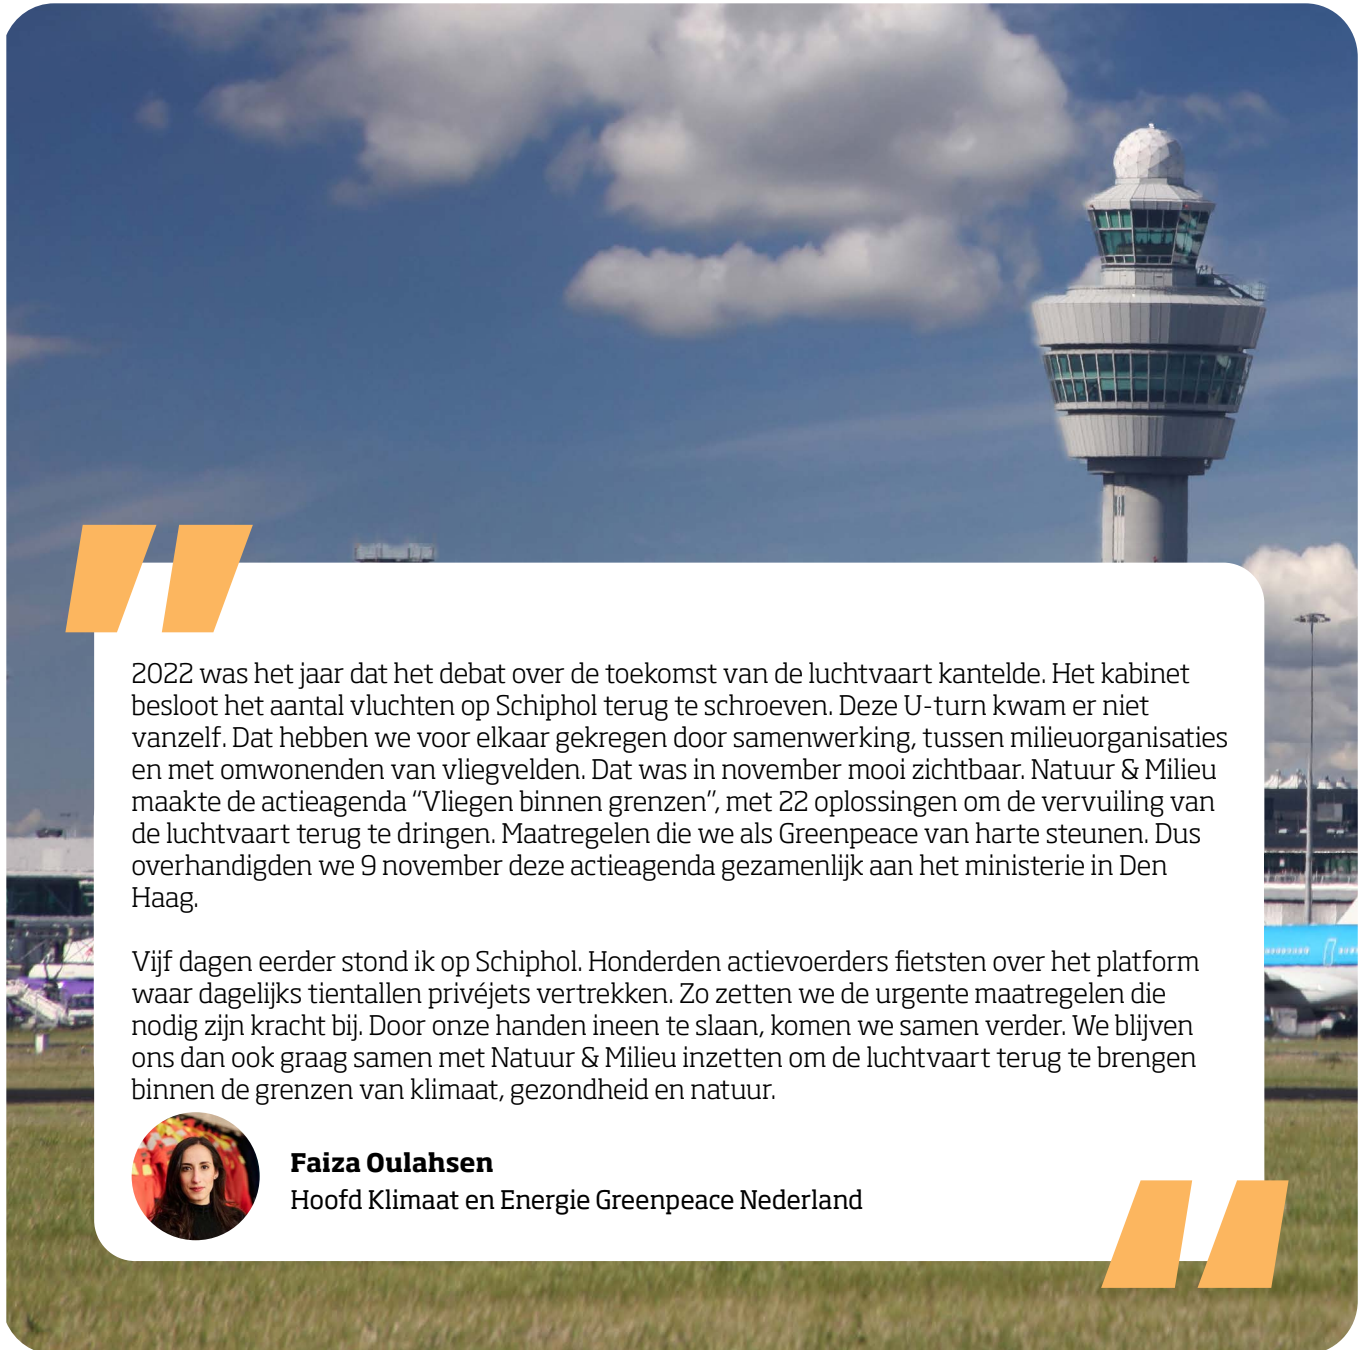 2022 was het jaar dat het debat over de toekomst van de luchtvaart kantelde. Het kabinet
besloot het aantal vluchten op Schiphol terug te schroeven. Deze U-turn kwam er niet
vanzelf. Dat hebben we voor elkaar gekregen door samenwerking, tussen milieuorganisaties
en met omwonenden van vliegvelden. Dat was in november mooi zichtbaar. Natuur & Milieu
maakte de actieagenda “Vliegen binnen grenzen”, met 22 oplossingen om de vervuiling van
de luchtvaart terug te dringen. Maatregelen die we als Greenpeace van harte steunen. Dus
overhandigden we 9 november deze actieagenda gezamenlijk aan het ministerie in Den
Haag.
Vijf dagen eerder stond ik op Schiphol. Honderden actievoerders fietsten over het platform
waar dagelijks tientallen privéjets vertrekken. Zo zetten we de urgente maatregelen die
nodig zijn kracht bij. Door onze handen ineen te slaan, komen we samen verder. We blijven
ons dan ook graag samen met Natuur & Milieu inzetten om de luchtvaart terug te brengen
binnen de grenzen van klimaat, gezondheid en natuur.
Faiza Oulahsen
Hoofd Klimaat en Energie Greenpeace Nederland